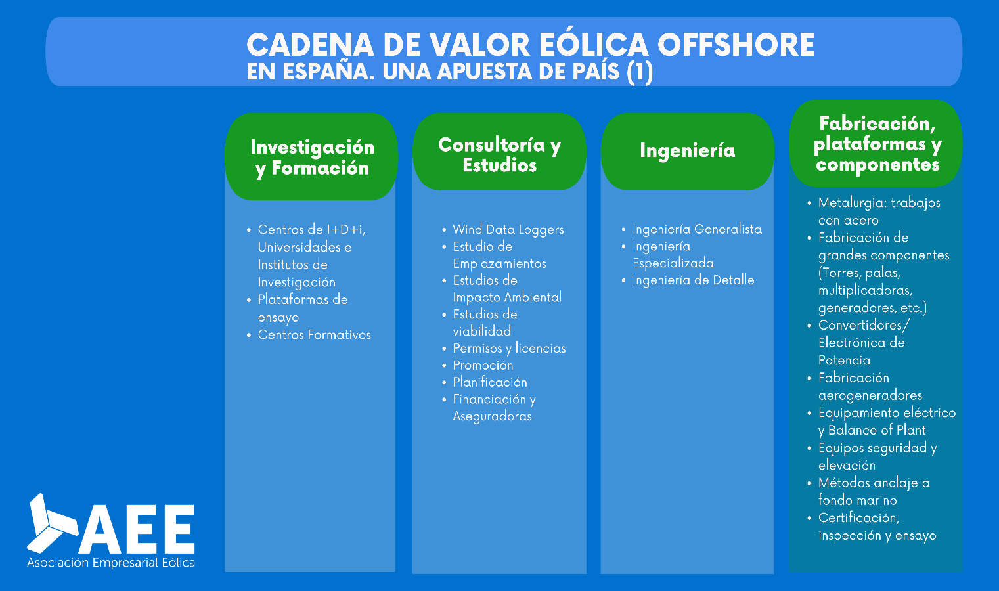 CADENA DE VALOR EÓLICA OFFSHORE
EN ESPAÑA. UNA APUESTA DE PAÍS (1)
Investigación
y Formación
• Centros de I+D+i,
Universidades e
Institutos de
Investigación
• Plataformas de
ensayo
• Centros Formativos
Consultoría y
Estudios
• Wind Data Loggers
• Estudio de
Emplazamientos
• Estudios de
Impacto Ambiental
• Estudios de
viabilidad
• Permisos y licencias
• Promoción
• Planificación
• Financiación y
Aseguradoras
Ingeniería
• Ingeniería Generalista
• Ingeniería
Especializada
• Ingeniería de Detalle
Fabricación,
plataformas y
componentes
• Metalurgia: trabajos
con acero
• Fabricación de
grandes componentes
(Torres, palas,
multiplicadoras,
generadores, etc.)
• Convertidores/
Electrónica de
Potencia
• Fabricación
aerogeneradores
• Equipamiento eléctrico
y Balance of Plant
• Equipos seguridad y
elevación
• Métodos anclaje a
fondo marino
• Certificación,
inspección y ensayo
AEE
Asociación Empresarial Eólica